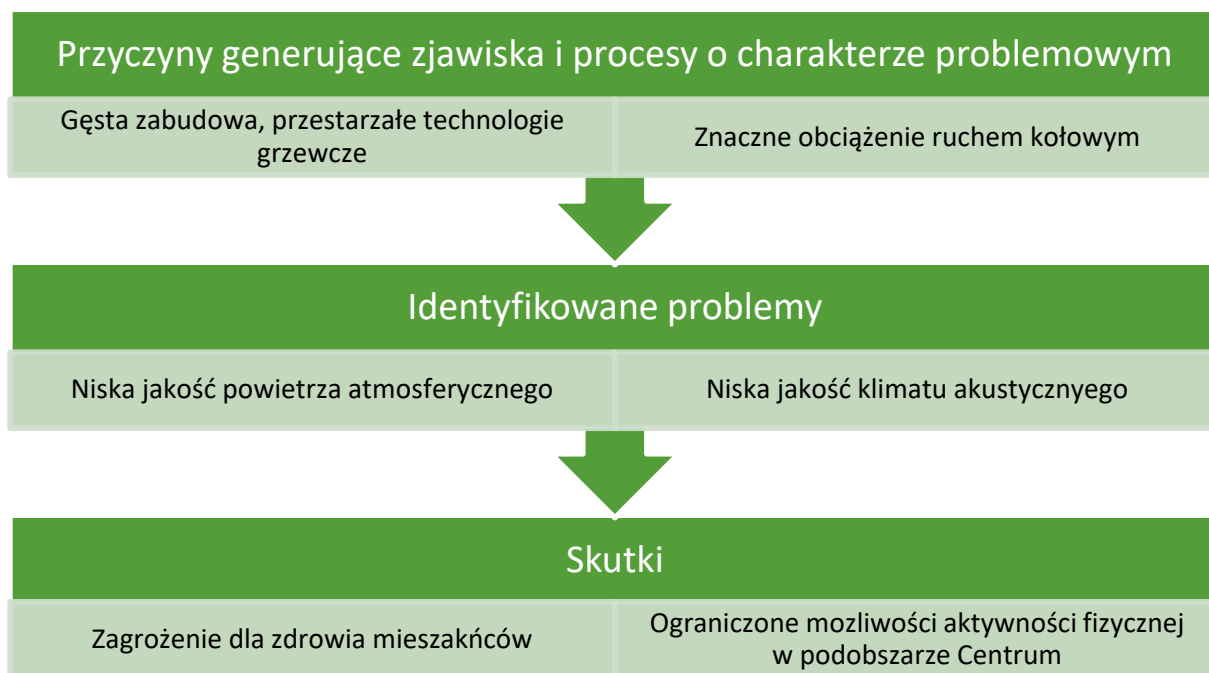 Przyczyny generujące zjawiska i procesy o charakterze problemowym
Gęsta zabudowa, przestarzałe technologie
grzewcze
Znaczne obciążenie ruchem kołowym
Identyfikowane problemy
Niska jakość powietrza atmosferycznego
Niska jakość klimatu akustycznyego
Skutki
Zagrożenie dla zdrowia mieszakńców
Ograniczone mozliwości aktywności fizycznej
w podobszarze Centrum